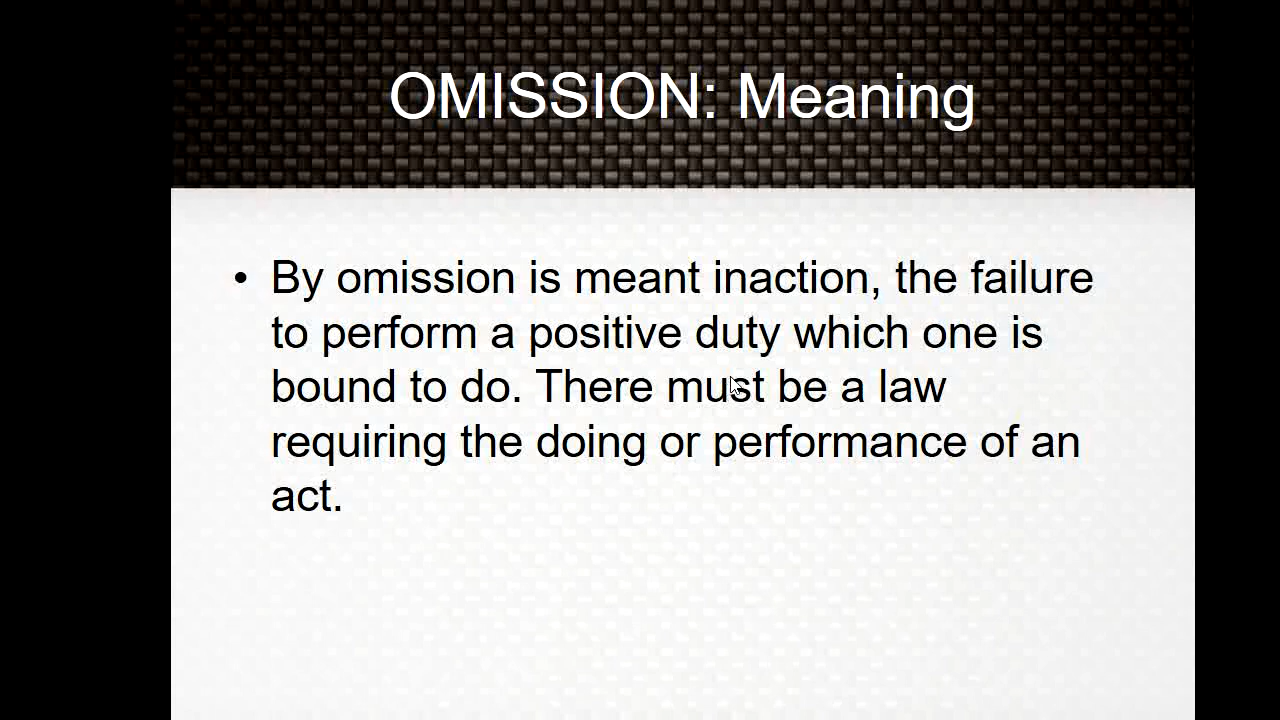 OMISSION: Meaning
• By omission is meant inaction, the failure
to perform a positive duty which one is
bound to do. There must be a law
requiring the doing or performance of an
act.